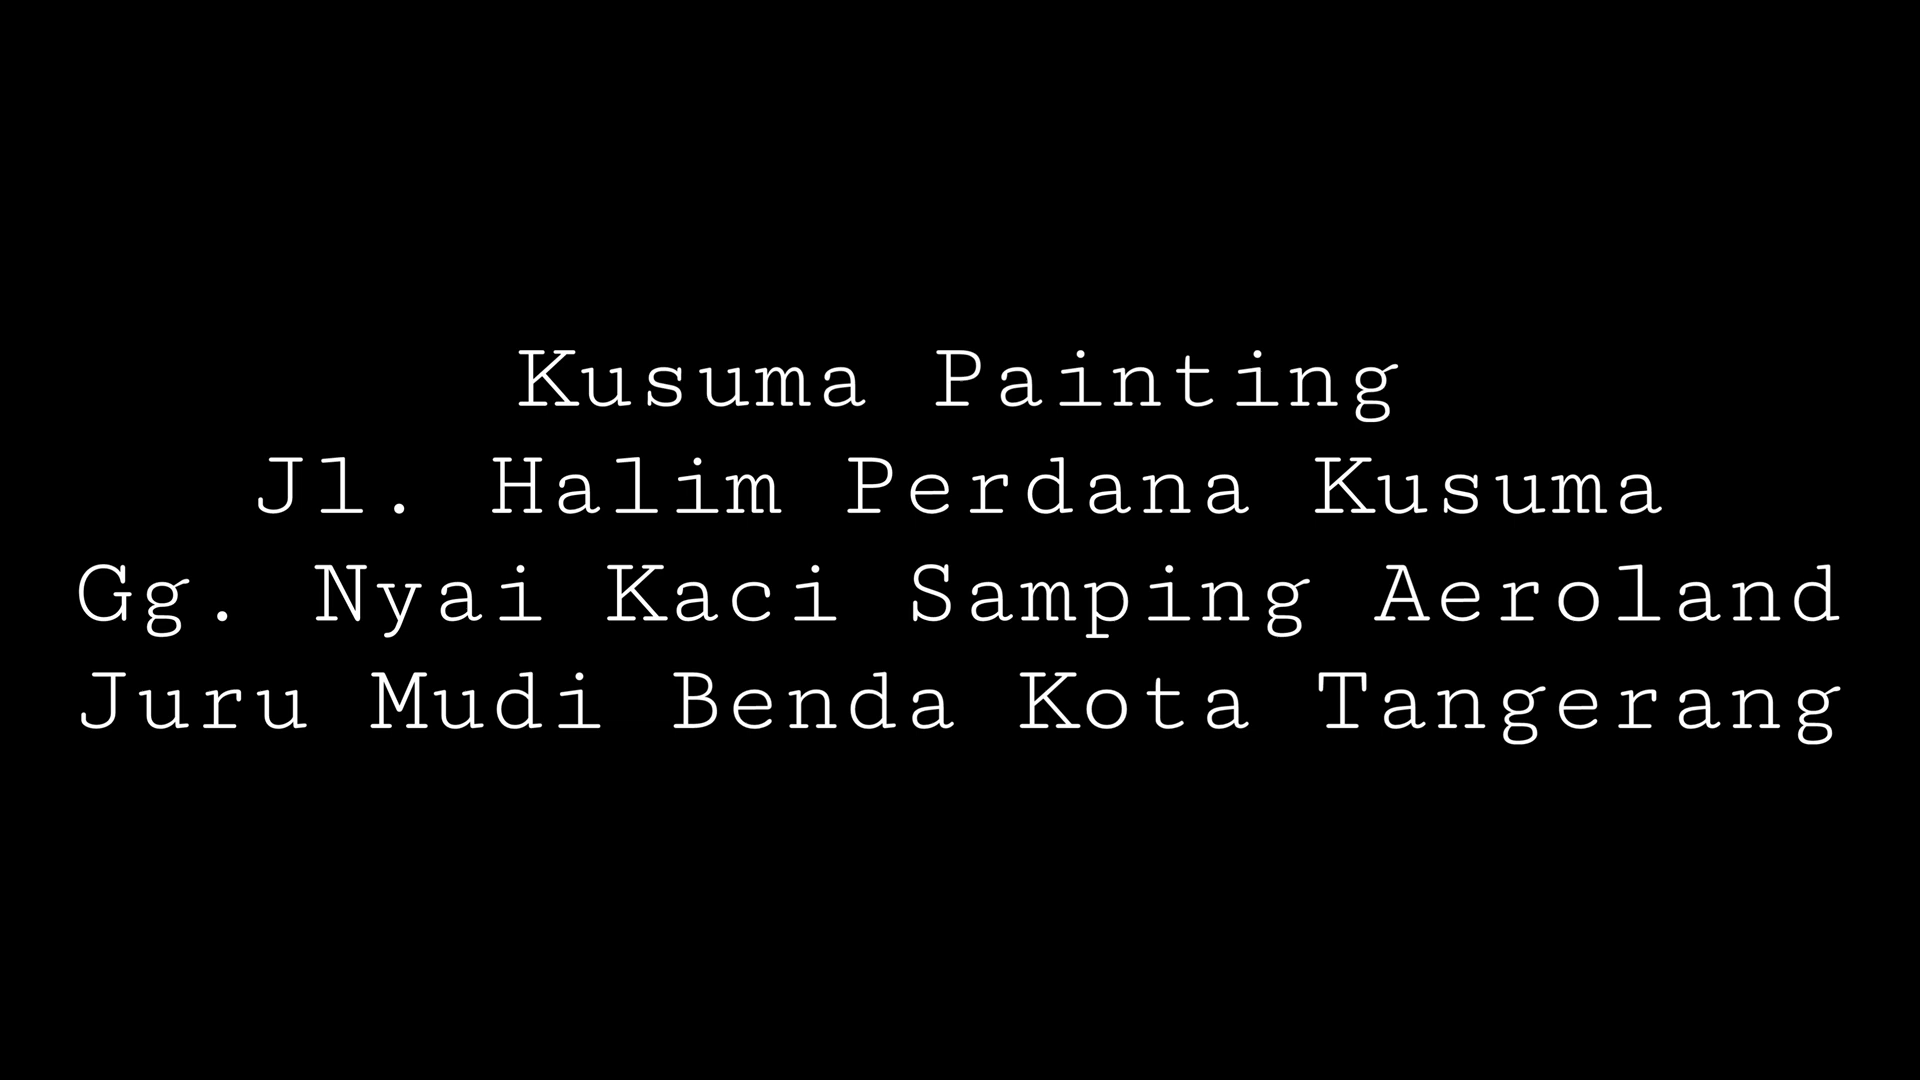 Kusuma Painting
Jl. Halim Perdana Kusuma
Gg. Nyai Kaci Samping Aeroland
Juru Mudi Benda Kota Tangerang